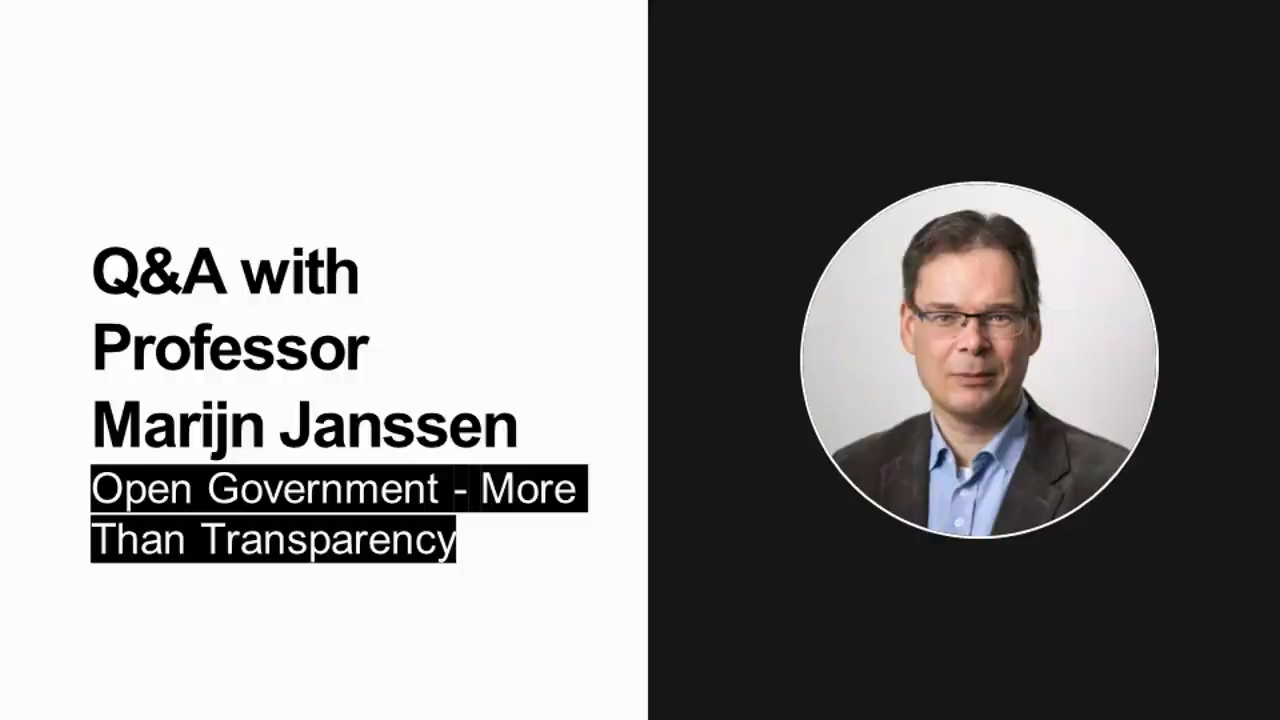 Q&A with
Professor
Marijn Janssen
Open Government - More
Than Transparency